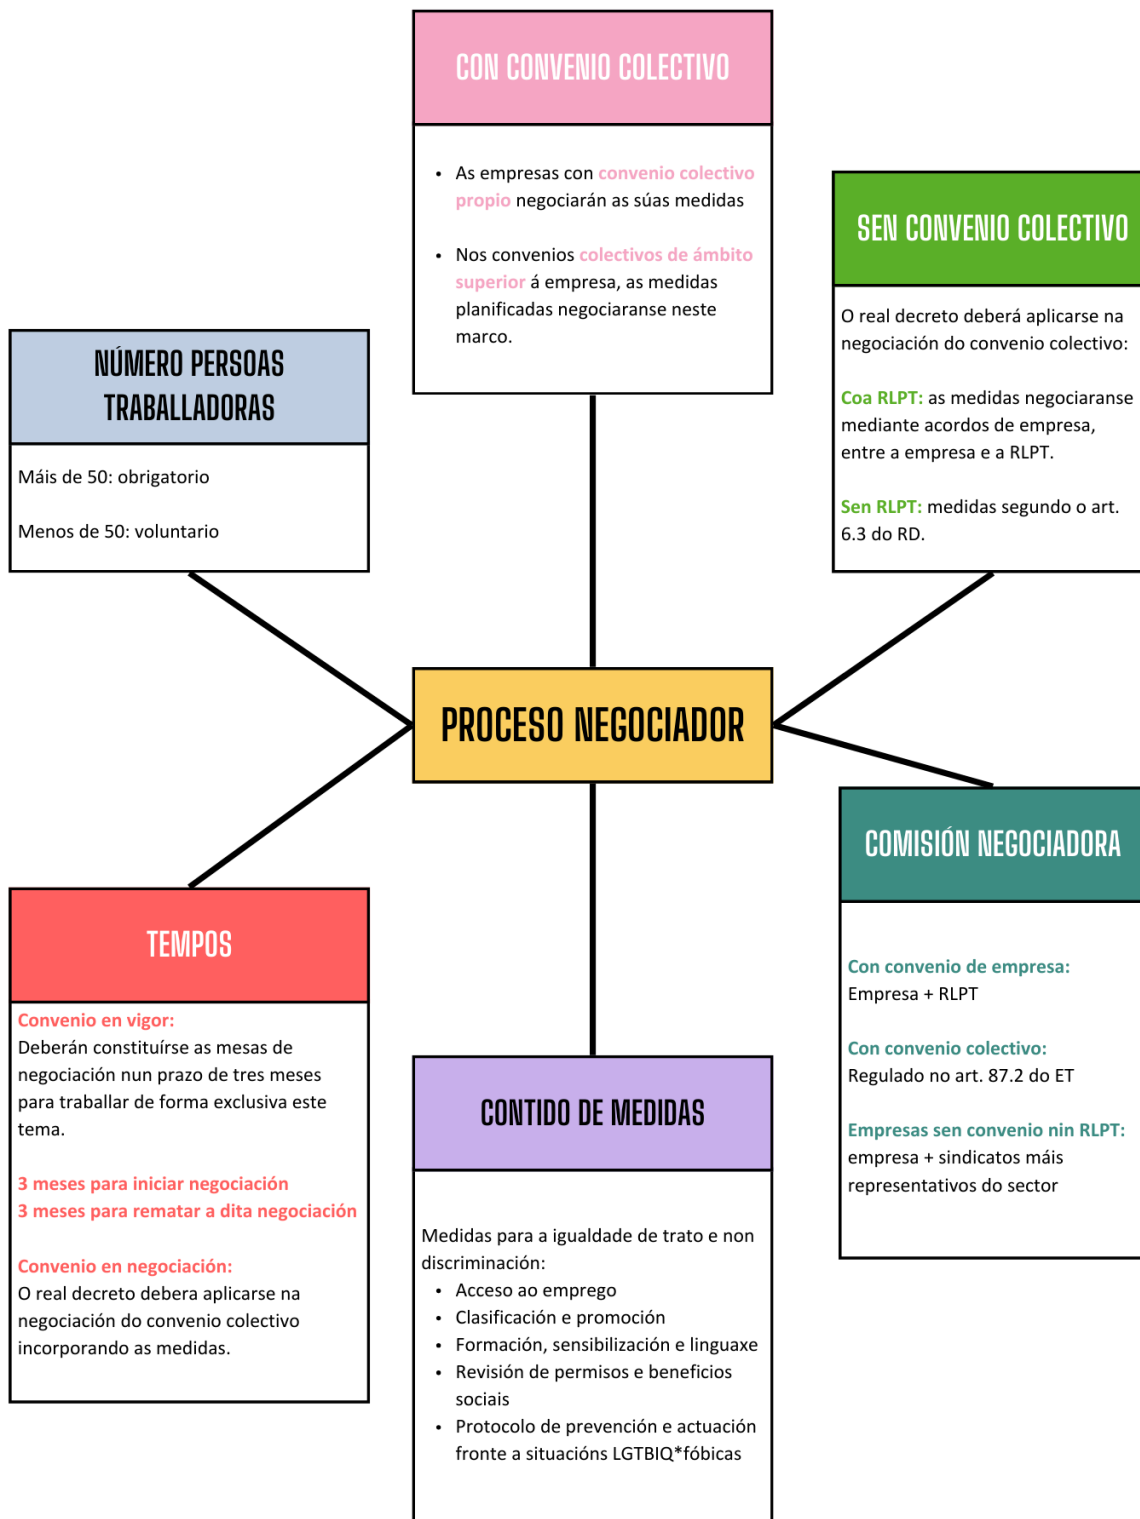 CON CONVENIO COLECTIVO
• As empresas con convenio colectivo
propio negociarán as súas medidas
• Nos convenios colectivos de ámbito
superior á empresa, as medidas
planificadas negociaranse neste
marco.
SEN CONVENIO COLECTIVO
O real decreto deberá aplicarse na
negociación do convenio colectivo:
Coa RLPT: as medidas negociaranse
mediante acordos de empresa,
entre a empresa e a RLPT.
Sen RLPT: medidas segundo o art.
6.3 do RD.
NÚMERO PERSOAS
TRABALLADORAS
Máis de 50: obrigatorio
Menos de 50: voluntario
PROCESO NEGOCIADOR
COMISIÓN NEGOCIADORA
Con convenio de empresa:
Empresa + RLPT
Con convenio colectivo:
Regulado no art. 87.2 do ET
Empresas sen convenio nin RLPT:
empresa + sindicatos máis
representativos do sector
TEMPOS
Convenio en vigor:
Deberán constituírse as mesas de
negociación nun prazo de tres meses
para traballar de forma exclusiva este
tema.
3 meses para iniciar negociación
3 meses para rematar a dita negociación
Convenio en negociación:
O real decreto debera aplicarse na
negociación do convenio colectivo
incorporando as medidas.
CONTIDO DE MEDIDAS
Medidas para a igualdade de trato e non
discriminación:
• Acceso ao emprego
• Clasificación e promoción
• Formación, sensibilización e linguaxe
• Revisión de permisos e beneficios
sociais
• Protocolo de prevención e actuación
fronte a situacións LGTBIQ*fóbicas